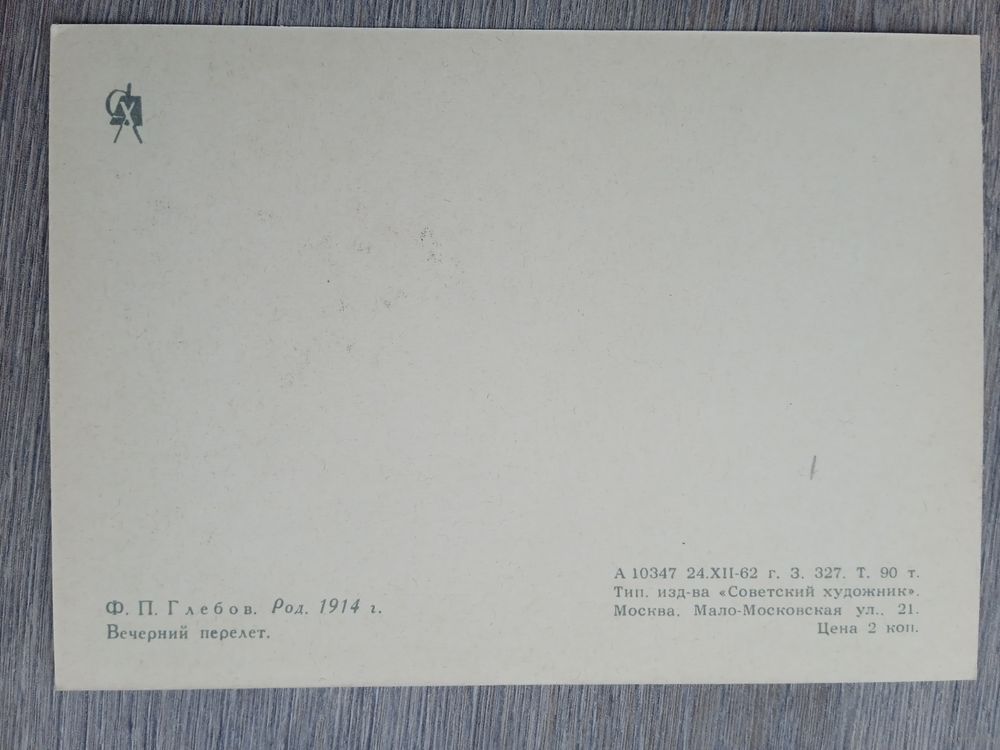 СХ
Ф. П. Глебов. Род. 1914 г.
Вечерний перелет.
А 10347 24.XII-62 г. З. 327. Т. 90 т.
Тип. изд-ва «Советский художник».
Москва, Мало-Московская ул., 21.
Цена 2 коп.